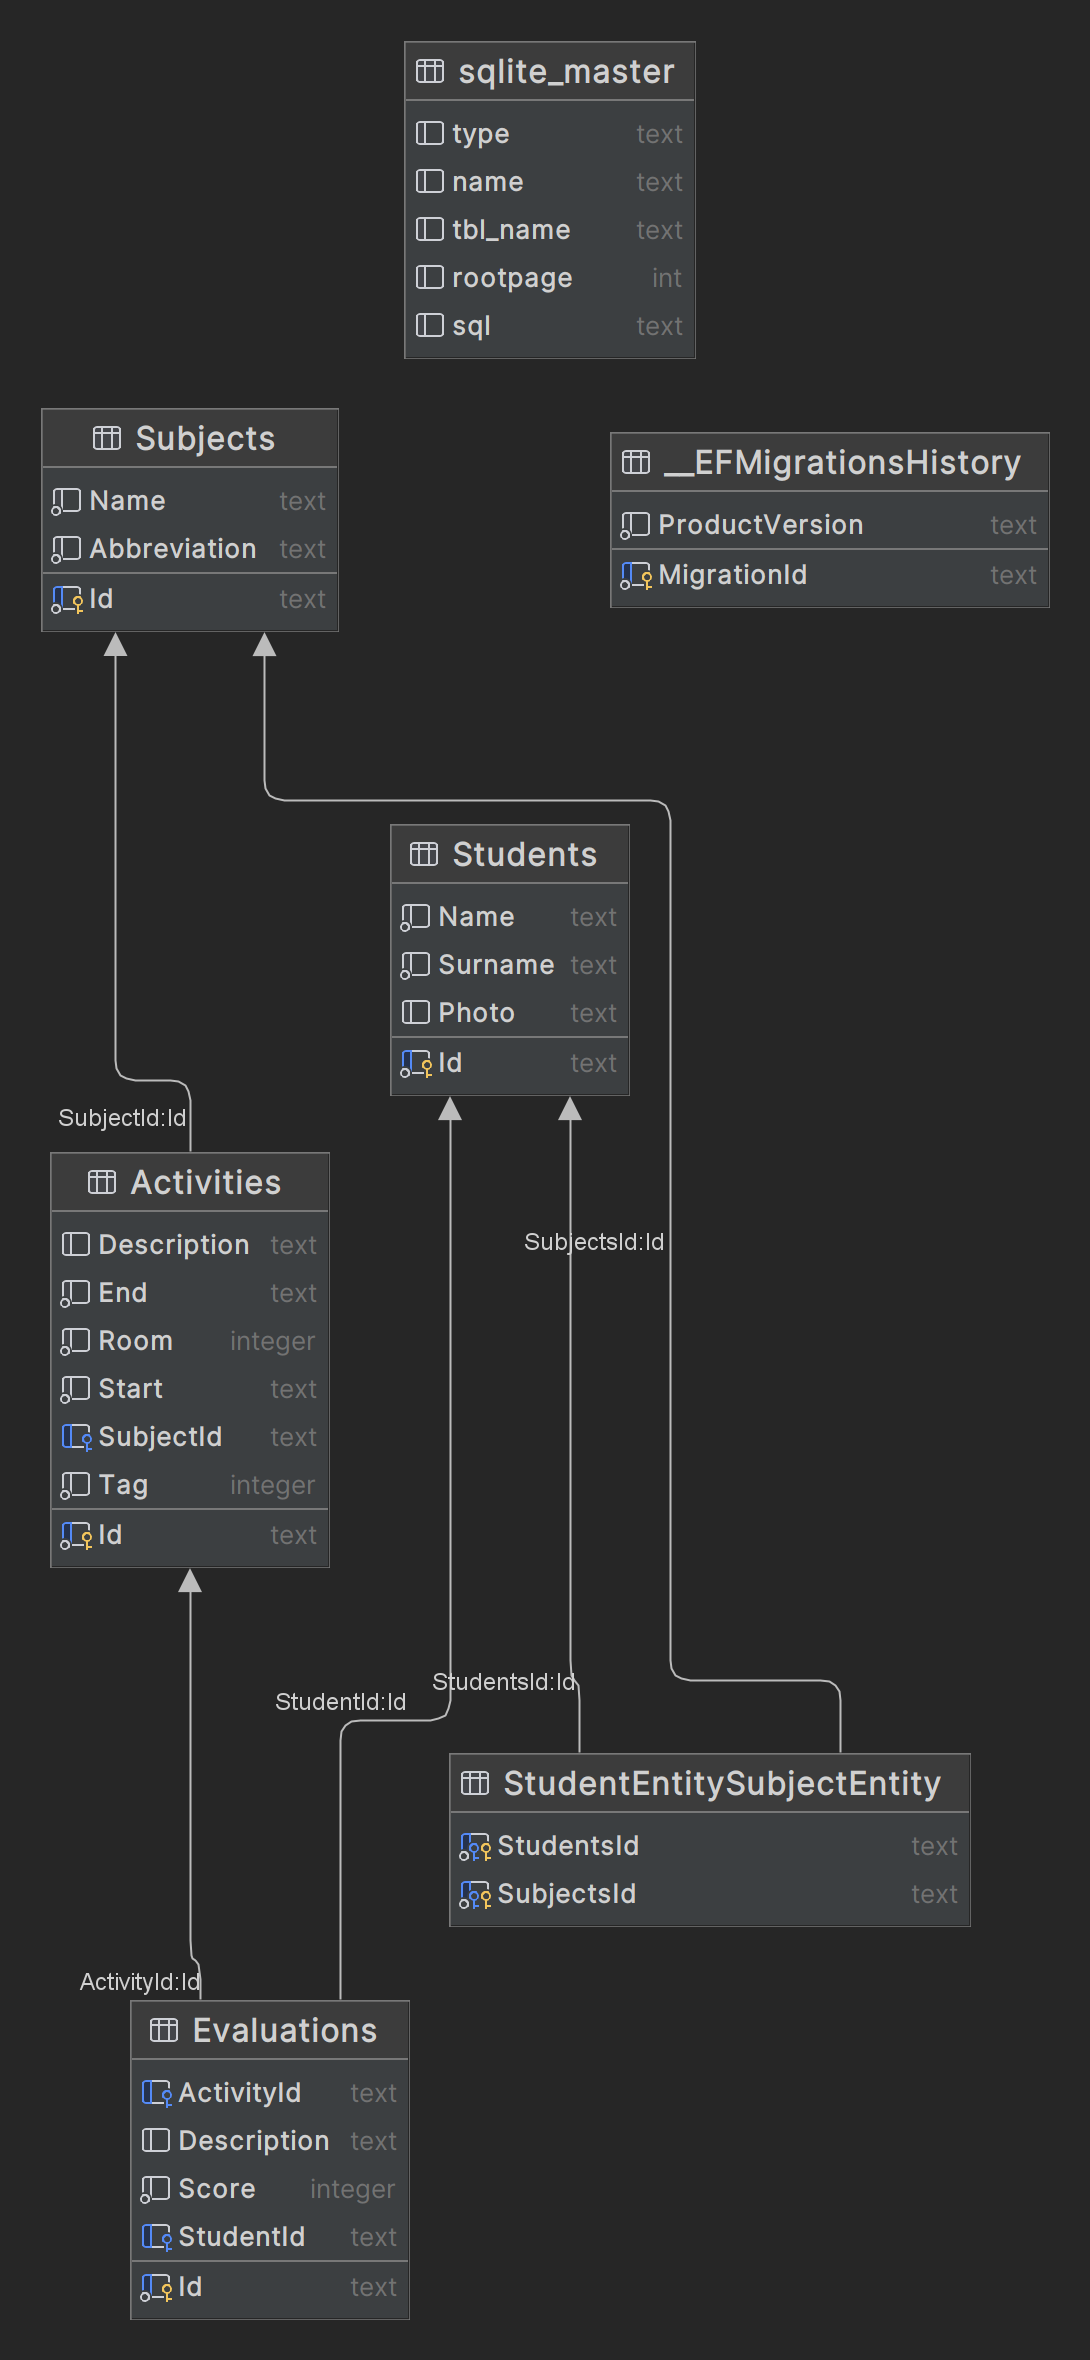 sqlite_master
type text
name text
tbl_name text
rootpage int
sql text
Subjects
Name text
Abbreviation text
Id text
__EFMigrationsHistory
ProductVersion text
MigrationId text
Students
Name text
Surname text
Photo text
Id text
SubjectId:Id
Activities
Description text
End text
Room integer
Start text
SubjectId text
Tag integer
Id text
SubjectsId:Id
StudentsId:Id
StudentId:Id
StudentEntitySubjectEntity
StudentsId text
SubjectsId text
ActivityId:Id
Evaluations
ActivityId text
Description text
Score integer
StudentId text
Id text